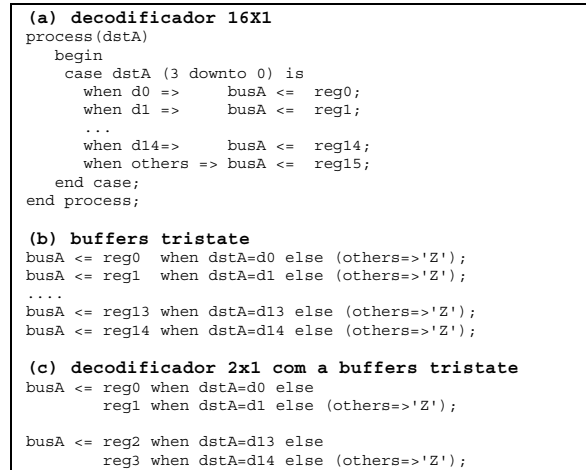 (a) decodificador 16X1
process(dstA)
begin
case dstA (3 downto 0) is
when d0 => busA <= reg0;
when d1 => busA <= reg1;
...
when d14=> busA <= reg14;
when others => busA <= reg15;
end case;
end process;
(b) buffers tristate
busA <= reg0 when dstA=d0 else (others=>'Z');
busA <= reg1 when dstA=d1 else (others=>'Z');
....
busA <= reg13 when dstA=d13 else (others=>'Z');
busA <= reg14 when dstA=d14 else (others=>'Z');
(c) decodificador 2x1 com a buffers tristate
busA <= reg0 when dstA=d0 else
reg1 when dstA=d1 else (others=>'Z');
busA <= reg2 when dstA=d13 else
reg3 when dstA=d14 else (others=>'Z');